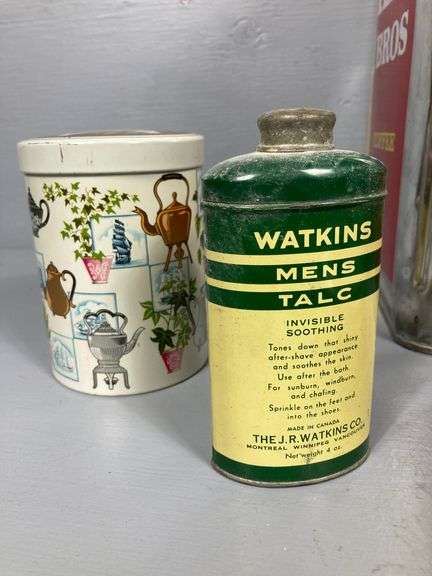 WATKINS
MENS
TALC
INVISIBLE
SOOTHING
Tones down that shiny
after-shave appearance
and soothes the skin.
Use after the bath.
For sunburn, windburn,
and chafing.
Sprinkle on the feet and
into the shoes.
MADE IN CANADA
THE J.R. WATKINS CO.
MONTREAL WINNIPEG VANCOUVER
Net weight 4 oz.
BROS